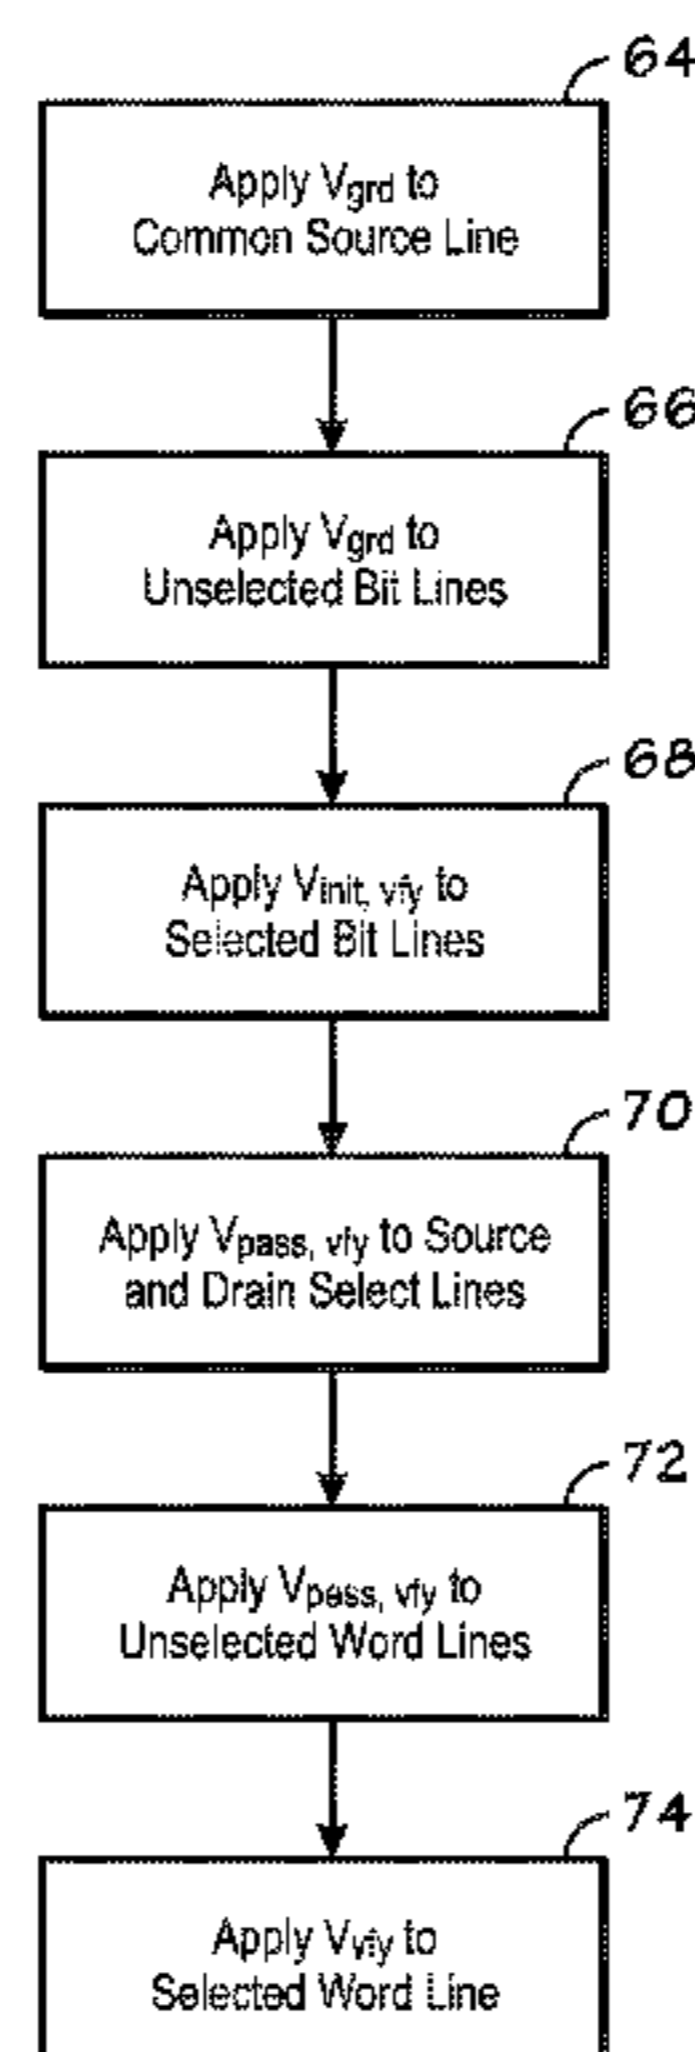 64
Apply Vgrd to
Common Source Line
66
Apply Vgrd to
Unselected Bit Lines
68
Apply Vinit, vfy to
Selected Bit Lines
70
Apply Vpass, vfy to Source
and Drain Select Lines
72
Apply Vpass, vfy to
Unselected Word Lines
74
Apply Vvfy to
Selected Word Line